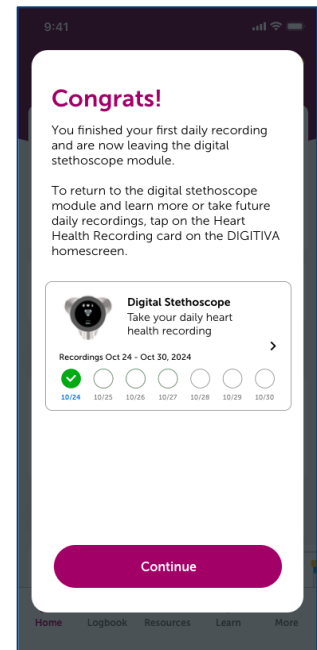 9:41
Congrats!
You finished your first daily recording
and are now leaving the digital
stethoscope module.
To return to the digital stethoscope
module and learn more or take future
daily recordings, tap on the Heart
Health Recording card on the DIGITIVA
homescreen.
Digital Stethoscope
Take your daily heart
health recording
Recordings Oct 24 - Oct 30, 2024
10/24 10/25 10/26 10/27 10/28 10/29 10/30
Continue
Home Logbook Resources Learn More